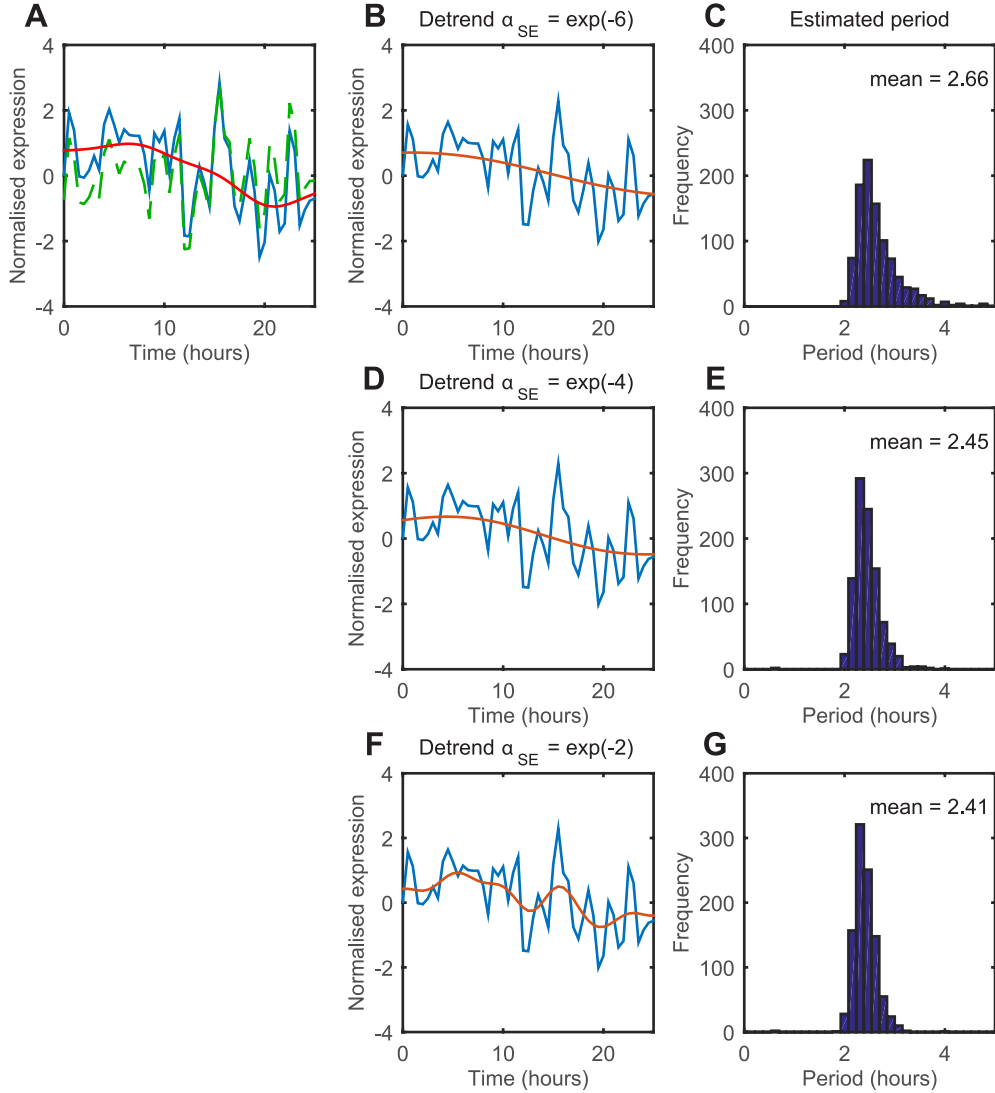 A
B
Detrend α SE = exp(-6)
C
Estimated period
4
2
0
-2
-4
Normalised expression
0
10
20
Time (hours)
4
2
0
-2
-4
Normalised expression
0
10
20
Time (hours)
400
300
200
100
0
Frequency
mean = 2.66
0
2
4
Period (hours)
D
Detrend α SE = exp(-4)
E
4
2
0
-2
-4
Normalised expression
0
10
20
Time (hours)
400
300
200
100
0
Frequency
mean = 2.45
0
2
4
Period (hours)
F
Detrend α SE = exp(-2)
G
4
2
0
-2
-4
Normalised expression
0
10
20
Time (hours)
400
300
200
100
0
Frequency
mean = 2.41
0
2
4
Period (hours)